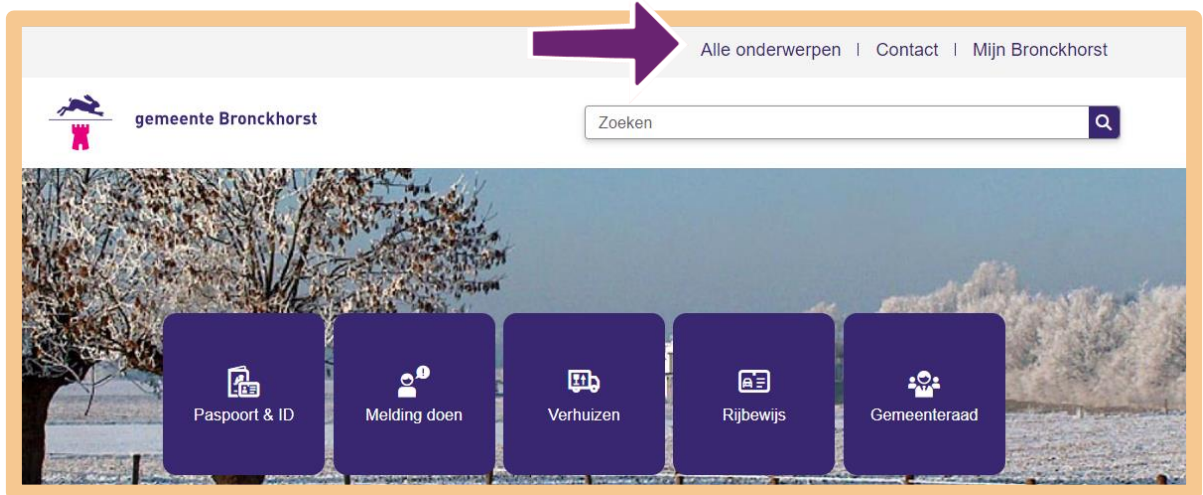 Alle onderwerpen | Contact | Mijn Bronckhorst
gemeente Bronckhorst
Zoeken
Paspoort & ID
Melding doen
Verhuizen
Rijbewijs
Gemeenteraad